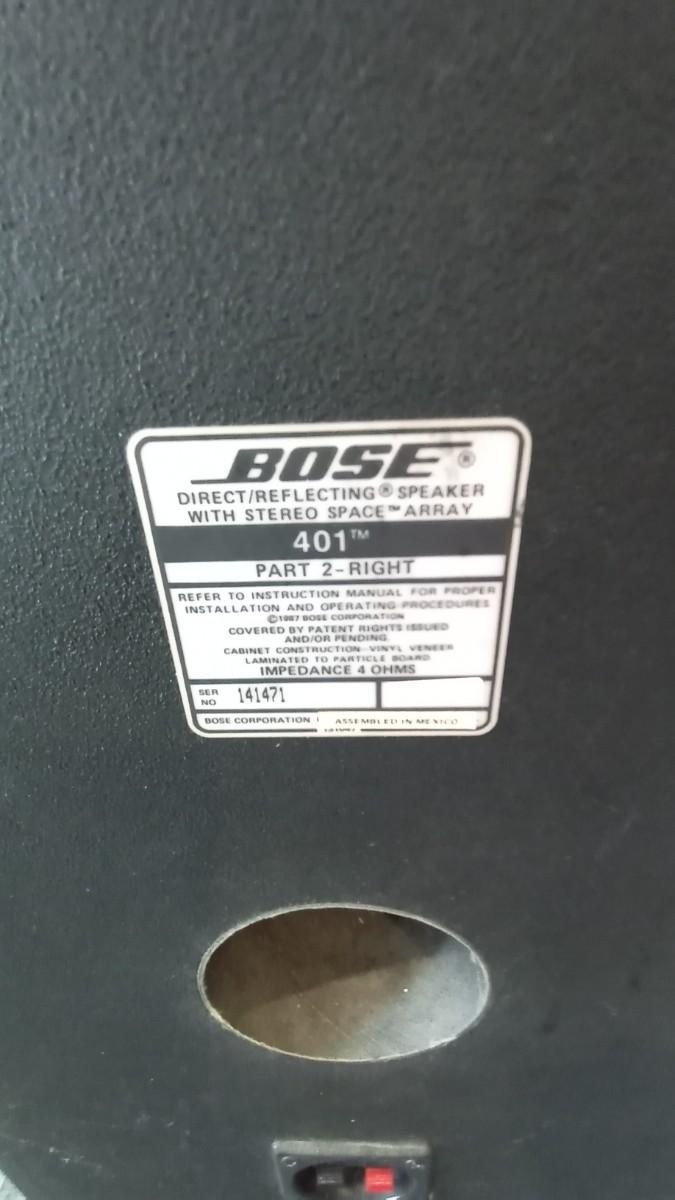 BOSE®
DIRECT/REFLECTING® SPEAKER
WITH STEREO SPACE™ ARRAY
401™
PART 2-RIGHT
REFER TO INSTRUCTION MANUAL FOR PROPER
INSTALLATION AND OPERATING PROCEDURES
©1987 BOSE CORPORATION
COVERED BY PATENT RIGHTS ISSUED
AND/OR PENDING
CABINET CONSTRUCTION-VINYL VENEER
LAMINATED TO PARTICLE BOARD
IMPEDANCE 4 OHMS
SER NO 141471
BOSE CORPORATION ASSEMBLED IN MEXICO